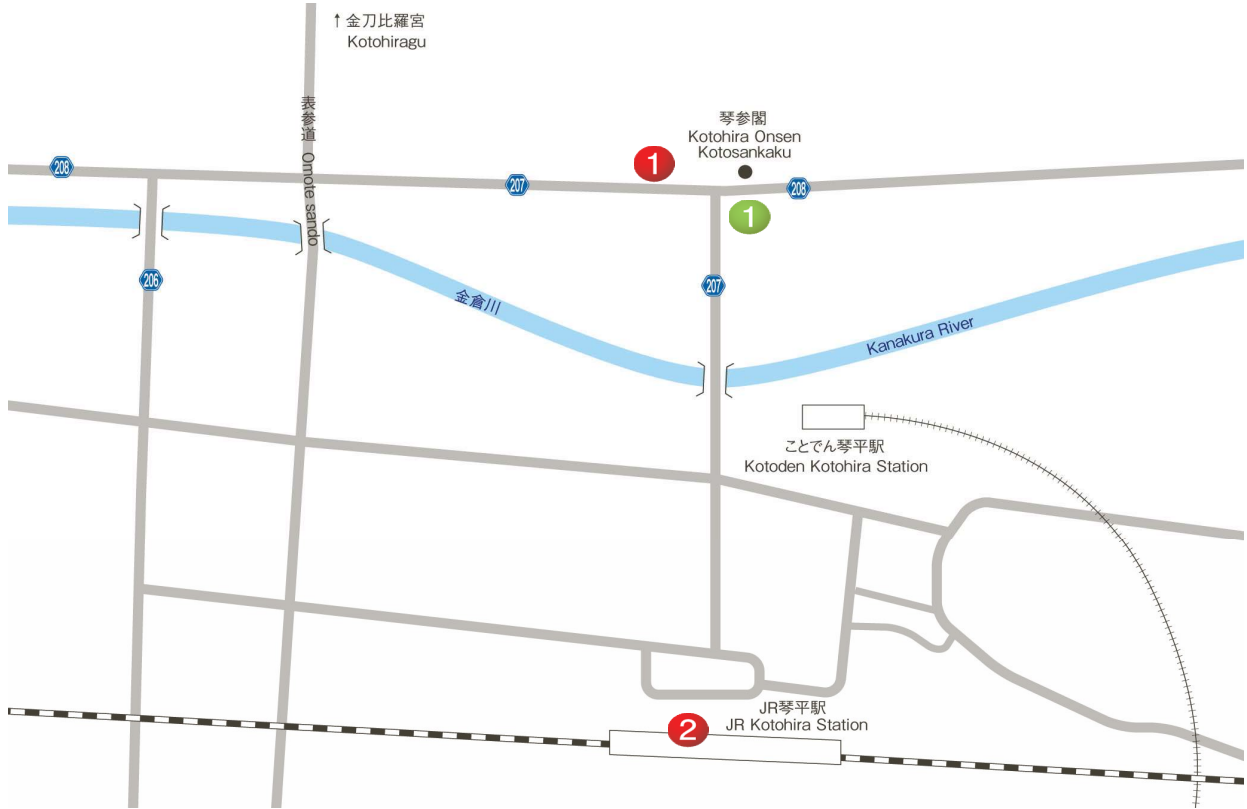 ↑ 金刀比羅宮
Kotohiragu
表参道 Omote sando
琴参閣
Kotohira Onsen
Kotosankaku
1
208
207
208
1
206
207
金倉川
Kanakura River
ことでん琴平駅
Kotoden Kotohira Station
JR琴平駅
JR Kotohira Station
2